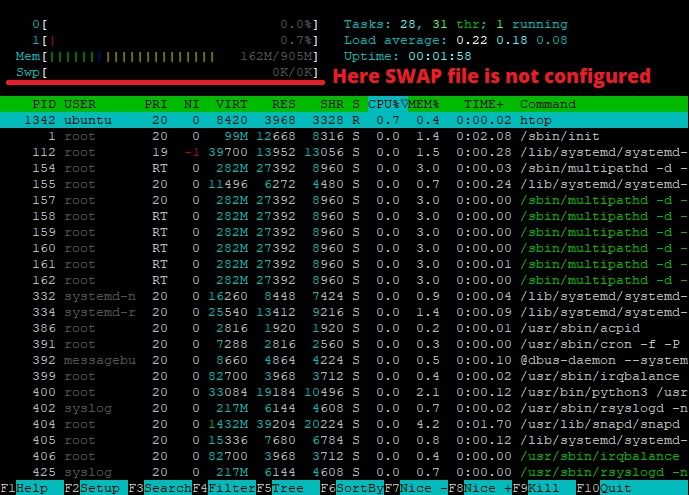 0[ 0.0%] Tasks: 28, 31 thr; 1 running
1[| 0.7%] Load average: 0.22 0.18 0.08
Mem[|||||||||||||||||||||| 162M/905M] Uptime: 00:01:58
Swp[ 0K/0K] Here SWAP file is not configured
PID USER PRI NI VIRT RES SHR S CPU%▽MEM% TIME+ Command
1342 ubuntu 20 0 8420 3968 3328 R 0.7 0.4 0:00.02 htop
1 root 20 0 99M 12668 8316 S 0.0 1.4 0:02.08 /sbin/init
112 root 19 -1 39700 13952 13056 S 0.0 1.5 0:00.28 /lib/systemd/systemd-
154 root RT 0 282M 27392 8960 S 0.0 3.0 0:00.03 /sbin/multipathd -d -
155 root 20 0 11496 6272 4480 S 0.0 0.7 0:00.24 /lib/systemd/systemd-
157 root 20 0 282M 27392 8960 S 0.0 3.0 0:00.00 /sbin/multipathd -d -
158 root RT 0 282M 27392 8960 S 0.0 3.0 0:00.00 /sbin/multipathd -d -
159 root RT 0 282M 27392 8960 S 0.0 3.0 0:00.00 /sbin/multipathd -d -
160 root RT 0 282M 27392 8960 S 0.0 3.0 0:00.00 /sbin/multipathd -d -
161 root RT 0 282M 27392 8960 S 0.0 3.0 0:00.01 /sbin/multipathd -d -
162 root RT 0 282M 27392 8960 S 0.0 3.0 0:00.00 /sbin/multipathd -d -
332 systemd-n 20 0 16260 8448 7424 S 0.0 0.9 0:00.04 /lib/systemd/systemd-
334 systemd-r 20 0 25540 13412 9216 S 0.0 1.4 0:00.09 /lib/systemd/systemd-
386 root 20 0 2816 1920 1920 S 0.0 0.2 0:00.01 /usr/sbin/acpid
391 root 20 0 7288 2816 2560 S 0.0 0.3 0:00.00 /usr/sbin/cron -f -P
392 messagebu 20 0 8660 4864 4224 S 0.0 0.5 0:00.10 @dbus-daemon --system
399 root 20 0 82700 3968 3712 S 0.0 0.4 0:00.02 /usr/sbin/irqbalance
400 root 20 0 33084 19184 10496 S 0.0 2.1 0:00.12 /usr/bin/python3 /usr
402 syslog 20 0 217M 6144 4608 S 0.0 0.7 0:00.02 /usr/sbin/rsyslogd -n
404 root 20 0 1432M 39204 20224 S 0.0 4.2 0:01.70 /usr/lib/snapd/snapd
405 root 20 0 15336 7680 6784 S 0.0 0.8 0:00.12 /lib/systemd/systemd-
406 root 20 0 82700 3968 3712 S 0.0 0.4 0:00.00 /usr/sbin/irqbalance
425 syslog 20 0 217M 6144 4608 S 0.0 0.7 0:00.00 /usr/sbin/rsyslogd -n
F1Help F2Setup F3SearchF4FilterF5Tree F6SortByF7Nice -F8Nice +F9Kill F10Quit